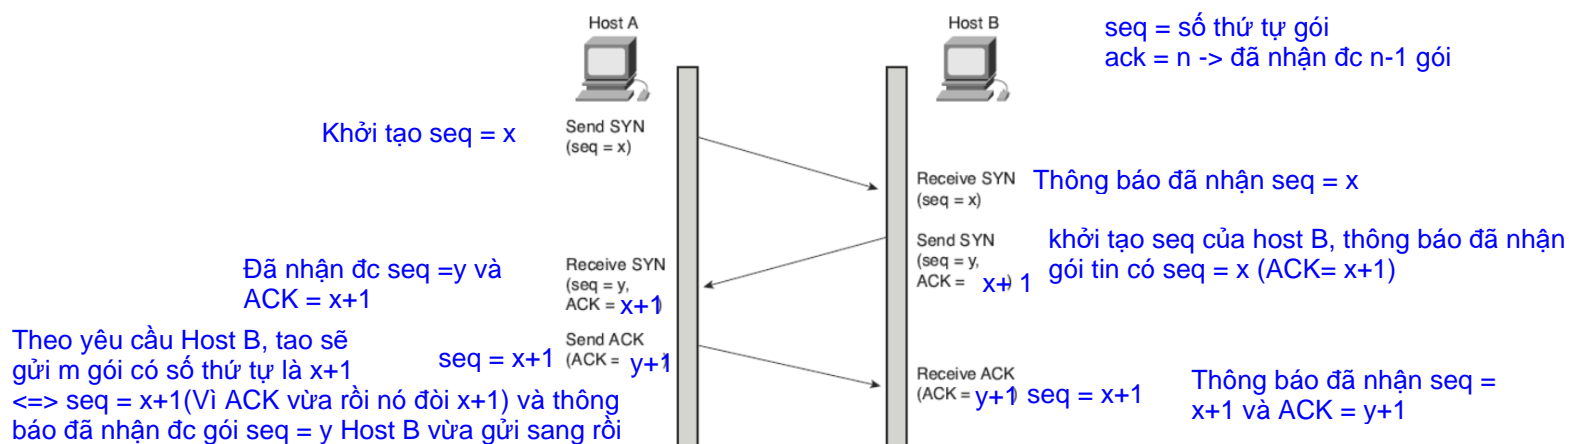 Host A
Host B
seq = số thứ tự gói
ack = n -> đã nhận đc n-1 gói
Khởi tạo seq = x
Send SYN
(seq = x)
Receive SYN
(seq = x)
Thông báo đã nhận seq = x
Send SYN
(seq = y,
ACK = x+ 1)
khởi tạo seq của host B, thông báo đã nhận
gói tin có seq = x (ACK= x+1)
Đã nhận đc seq =y và
ACK = x+1
Receive SYN
(seq = y,
ACK = x+1)
Theo yêu cầu Host B, tao sẽ
gửi m gói có số thứ tự là x+1
<=> seq = x+1(Vì ACK vừa rồi nó đòi x+1) và thông
báo đã nhận đc gói seq = y Host B vừa gửi sang rồi
seq = x+1
Send ACK
(ACK = y+1)
Receive ACK
(ACK = y+1) seq = x+1
Thông báo đã nhận seq =
x+1 và ACK = y+1